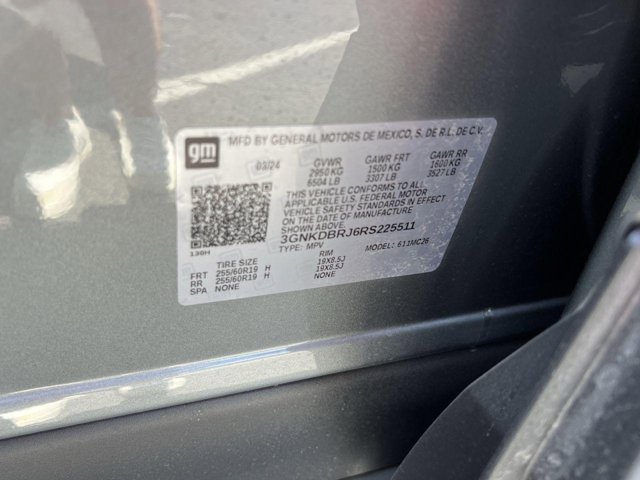 gm
MFD BY GENERAL MOTORS DE MEXICO, S. DE R.L. DE C.V.
03/24 GVWR GAWR FRT GAWR RR
2950 KG 1500 KG 1600 KG
6504 LB 3307 LB 3527 LB
THIS VEHICLE CONFORMS TO ALL
APPLICABLE U.S. FEDERAL MOTOR
VEHICLE SAFETY STANDARDS IN EFFECT
ON THE DATE OF MANUFACTURE
SHOWN ABOVE.
3GNKDBRJ6RS225511
TYPE: MPV MODEL: 611MC26
136H
TIRE SIZE RIM
FRT 255/60R19 H 19X8.5J
RR 255/60R19 H 19X8.5J
SPA NONE NONE